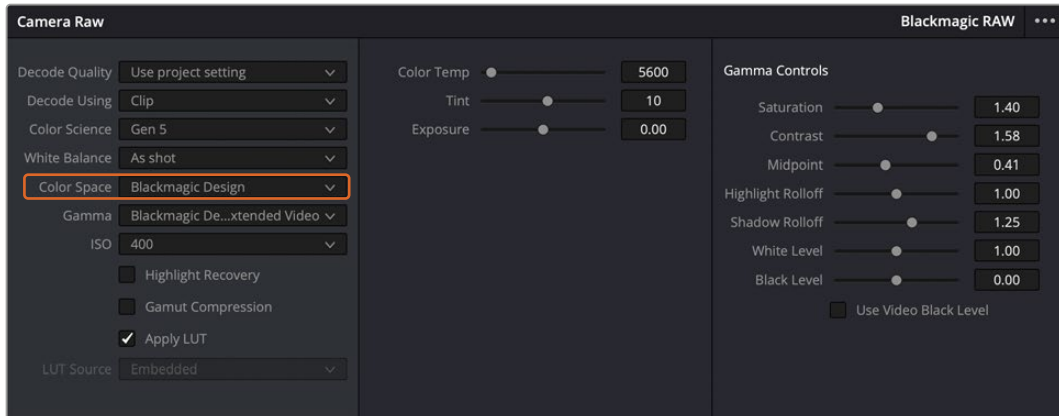 Camera Raw
Blackmagic RAW
Decode Quality Use project setting
Decode Using Clip
Color Science Gen 5
White Balance As shot
Color Space Blackmagic Design
Gamma Blackmagic De...xtended Video
ISO 400
Highlight Recovery
Gamut Compression
Apply LUT
LUT Source Embedded
Color Temp 5600
Tint 10
Exposure 0.00
Gamma Controls
Saturation 1.40
Contrast 1.58
Midpoint 0.41
Highlight Rolloff 1.00
Shadow Rolloff 1.25
White Level 1.00
Black Level 0.00
Use Video Black Level